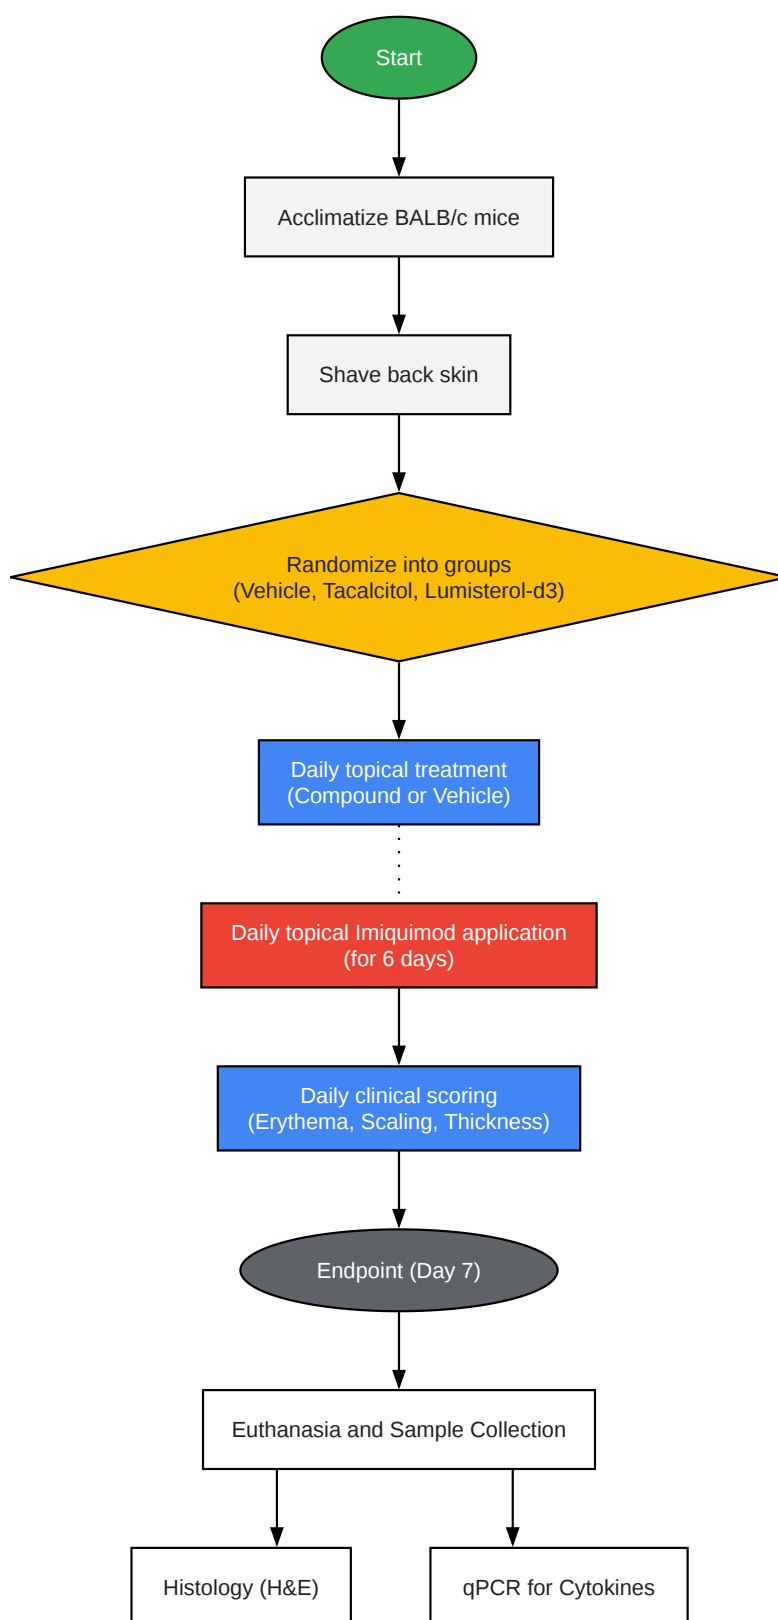 Start
Acclimatize BALB/c mice
Shave back skin
Randomize into groups
(Vehicle, Tacalcitol, Lumisterol-d3)
Daily topical treatment
(Compound or Vehicle)
Daily topical Imiquimod application
(for 6 days)
Daily clinical scoring
(Erythema, Scaling, Thickness)
Endpoint (Day 7)
Euthanasia and Sample Collection
Histology (H&E)
qPCR for Cytokines